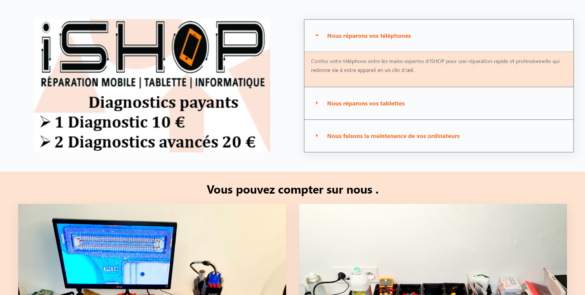 iSHOP
RÉPARATION MOBILE | TABLETTE | INFORMATIQUE
Diagnostics payants
➢ 1 Diagnostic 10 €
➢ 2 Diagnostics avancés 20 €
Nous réparons vos téléphones
Confiez votre téléphone entre les mains expertes d'ISHOP pour une réparation rapide et professionnelle qui
redonne vie à votre appareil en un clin d'œil.
Nous réparons vos tablettes
Nous faisons la maintenance de vos ordinateurs
Vous pouvez compter sur nous .